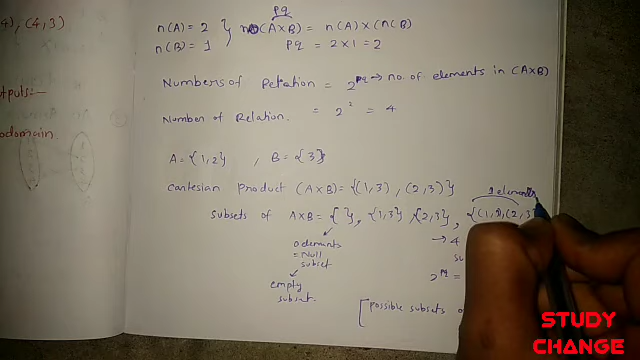 4), (4,3)
tputs:-
odomain.
pq
n(A) = 2 } n(A×B) = n(A) × (n(B)
n(B) = 1 , pq = 2×1 = 2
Numbers of Relation = 2^pq → no. of elements in (A×B)
Number of Relation. = 2^2 = 4
A = {1,2} , B = {3}
Cartesian Product (A×B) = {(1,3), (2,3)}
2 elements
subsets of A×B = { }, {1,3}, {2,3}, {(1,3),(2,3
0 elements
= Null
subset
empty
subset
→ 4
su
2^pq =
[possible subsets o
STUDY
CHANGE